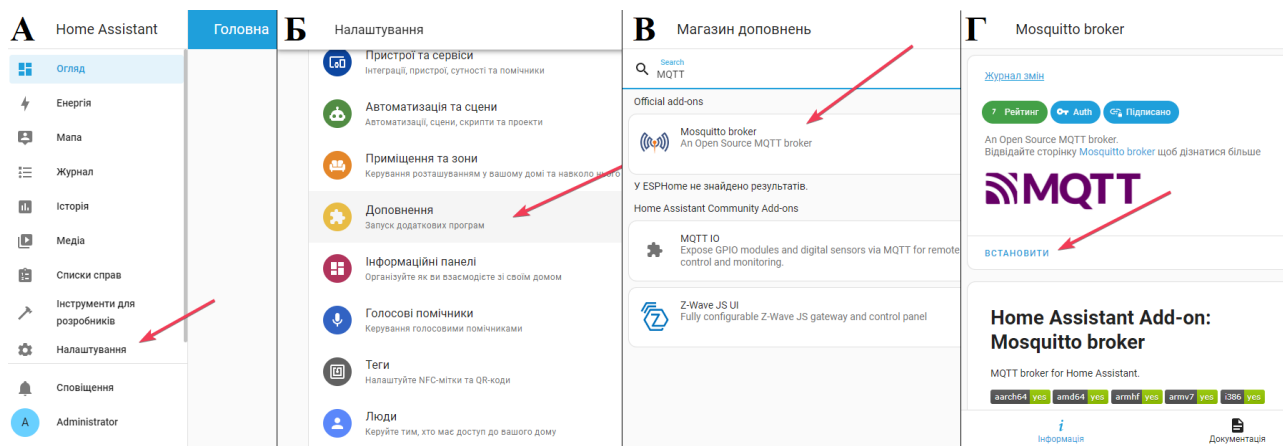 А
Home Assistant
Головна
Огляд
Енергія
Мапа
Журнал
Історія
Медіа
Списки справ
Інструменти для
розробників
Налаштування
Сповіщення
A
Administrator
Б
Налаштування
Пристрої та сервіси
Інтеграції, пристрої, сутності та помічники
Автоматизація та сцени
Автоматизації, сцени, скрипти та проекти
Приміщення та зони
Керування розташуванням у вашому домі та навколо нього
Доповнення
Запуск додаткових програм
Інформаційні панелі
Організуйте як ви взаємодієте зі своїм домом
Голосові помічники
Керування голосовими помічниками
Теги
Налаштуйте NFC-мітки та QR-коди
Люди
Керуйте тим, хто має доступ до вашого дому
В
Магазин доповнень
Search
MQTT
Official add-ons
Mosquitto broker
An Open Source MQTT broker
У ESPHome не знайдено результатів.
Home Assistant Community Add-ons
MQTT IO
Expose GPIO modules and digital sensors via MQTT for remote
control and monitoring.
Z-Wave JS UI
Fully configurable Z-Wave JS gateway and control panel
Г
Mosquitto broker
Журнал змін
7 Рейтинг Auth Підписано
An Open Source MQTT broker.
Відвідайте сторінку Mosquitto broker щоб дізнатися більше
MQTT
ВСТАНОВИТИ
Home Assistant Add-on:
Mosquitto broker
MQTT broker for Home Assistant.
aarch64 yes amd64 yes armhf yes armv7 yes i386 yes
Інформація
Документація